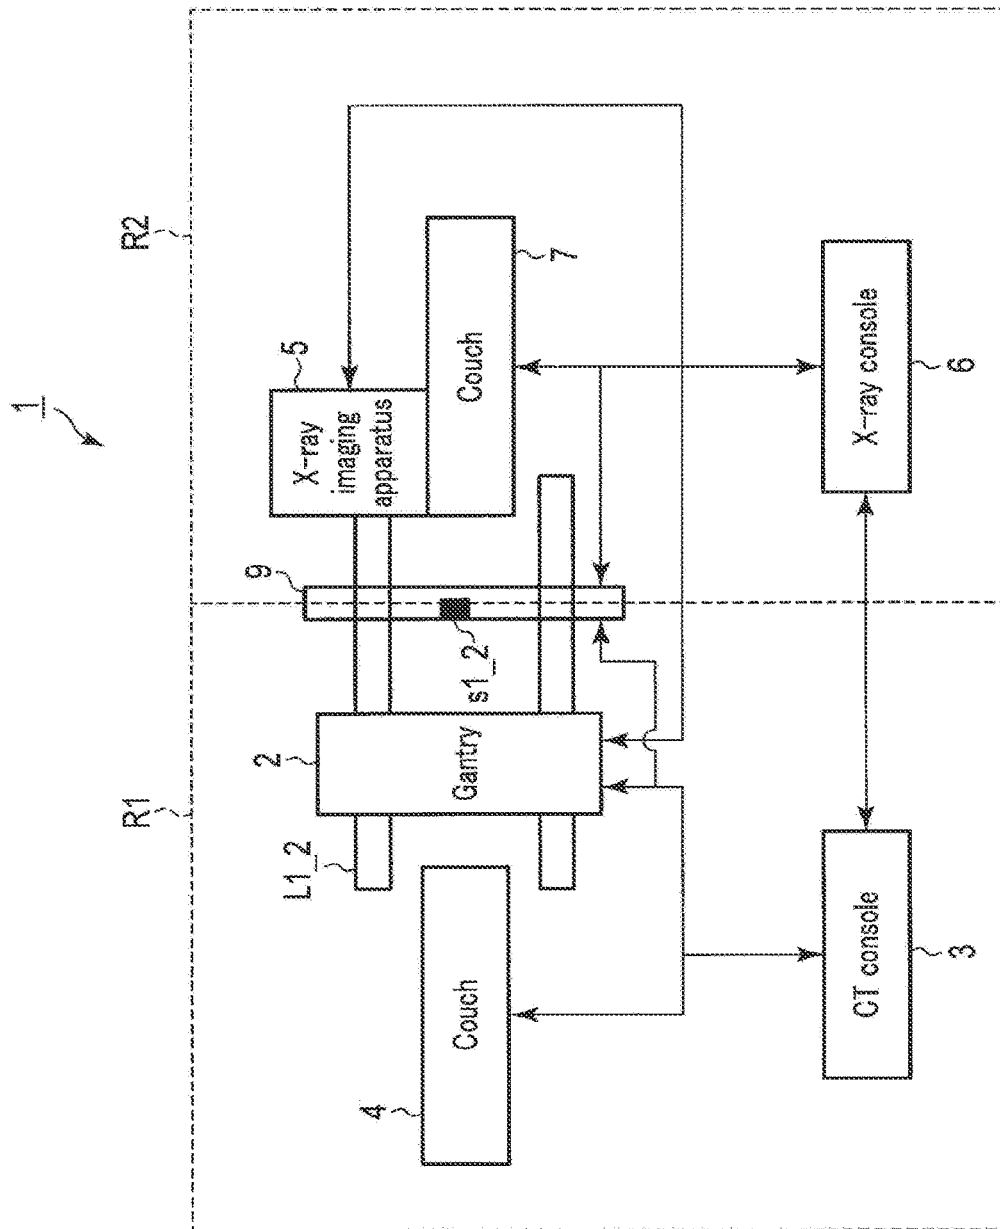 1
R1
R2
L1_2
2
9
5
s1_2
X-ray
imaging
apparatus
Gantry
4
Couch
Couch
7
CT console
3
X-ray console
6